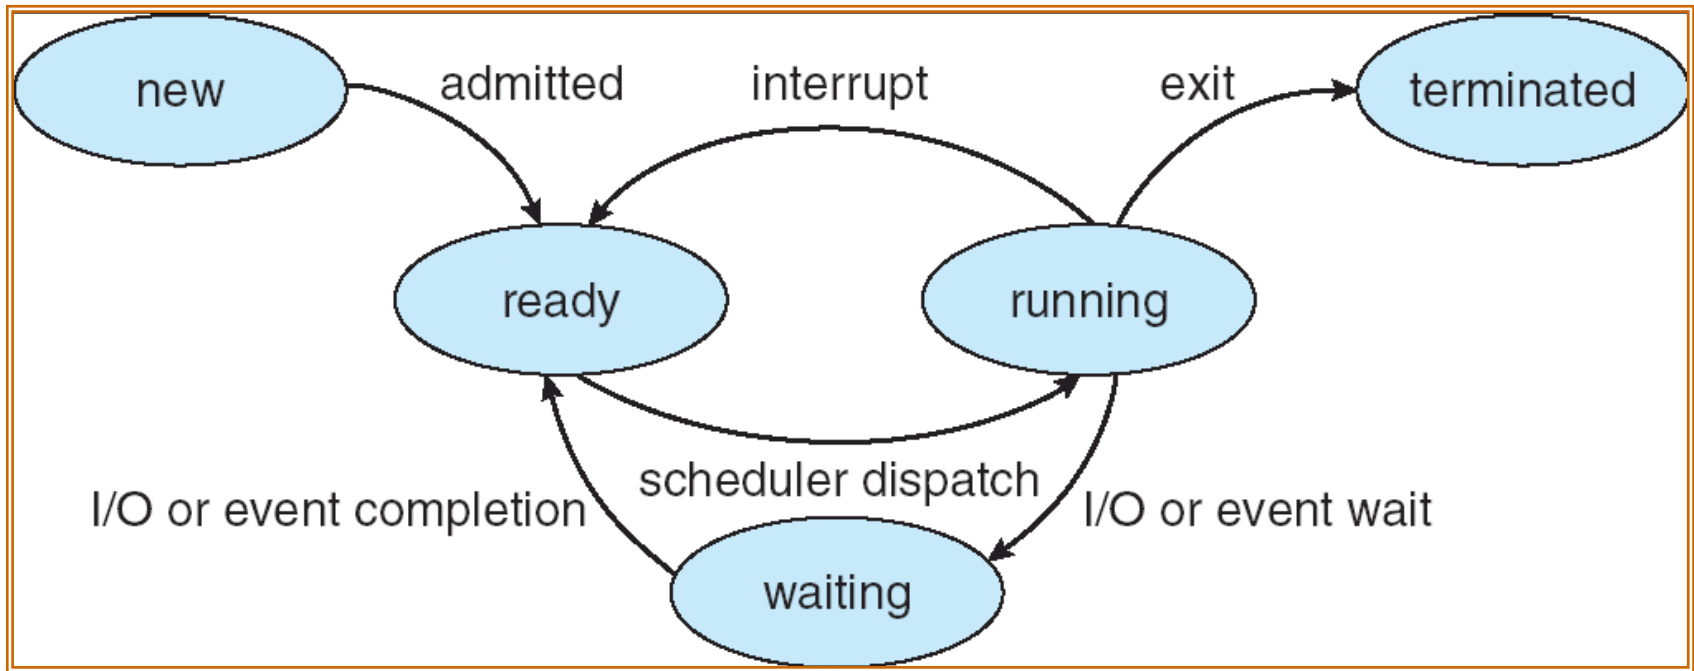 new
admitted
interrupt
exit
terminated
ready
running
scheduler dispatch
I/O or event completion
I/O or event wait
waiting